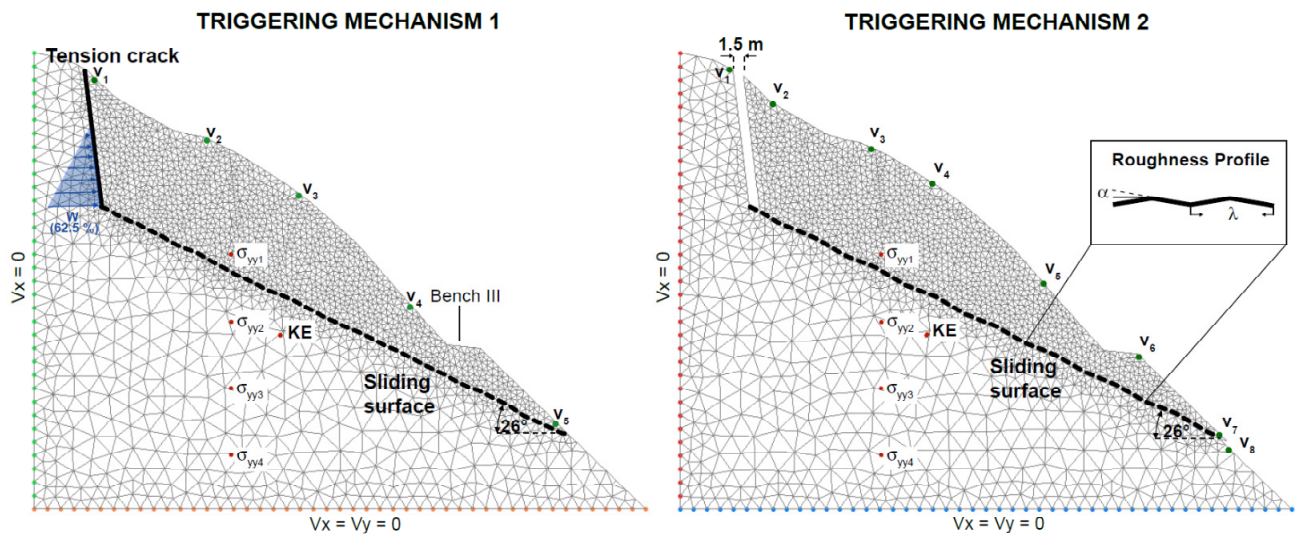 TRIGGERING MECHANISM 1
Tension crack
V1
V2
V3
W
(62.5 %)
σyy1
V4
Bench III
σyy2
KE
Sliding
surface
σyy3
V5
26°
σyy4
Vx = 0
Vx = Vy = 0
TRIGGERING MECHANISM 2
1.5 m
V1
V2
V3
V4
Roughness Profile
α
λ
σyy1
V5
σyy2
KE
V6
Sliding
surface
σyy3
V7
26°
V8
σyy4
Vx = 0
Vx = Vy = 0